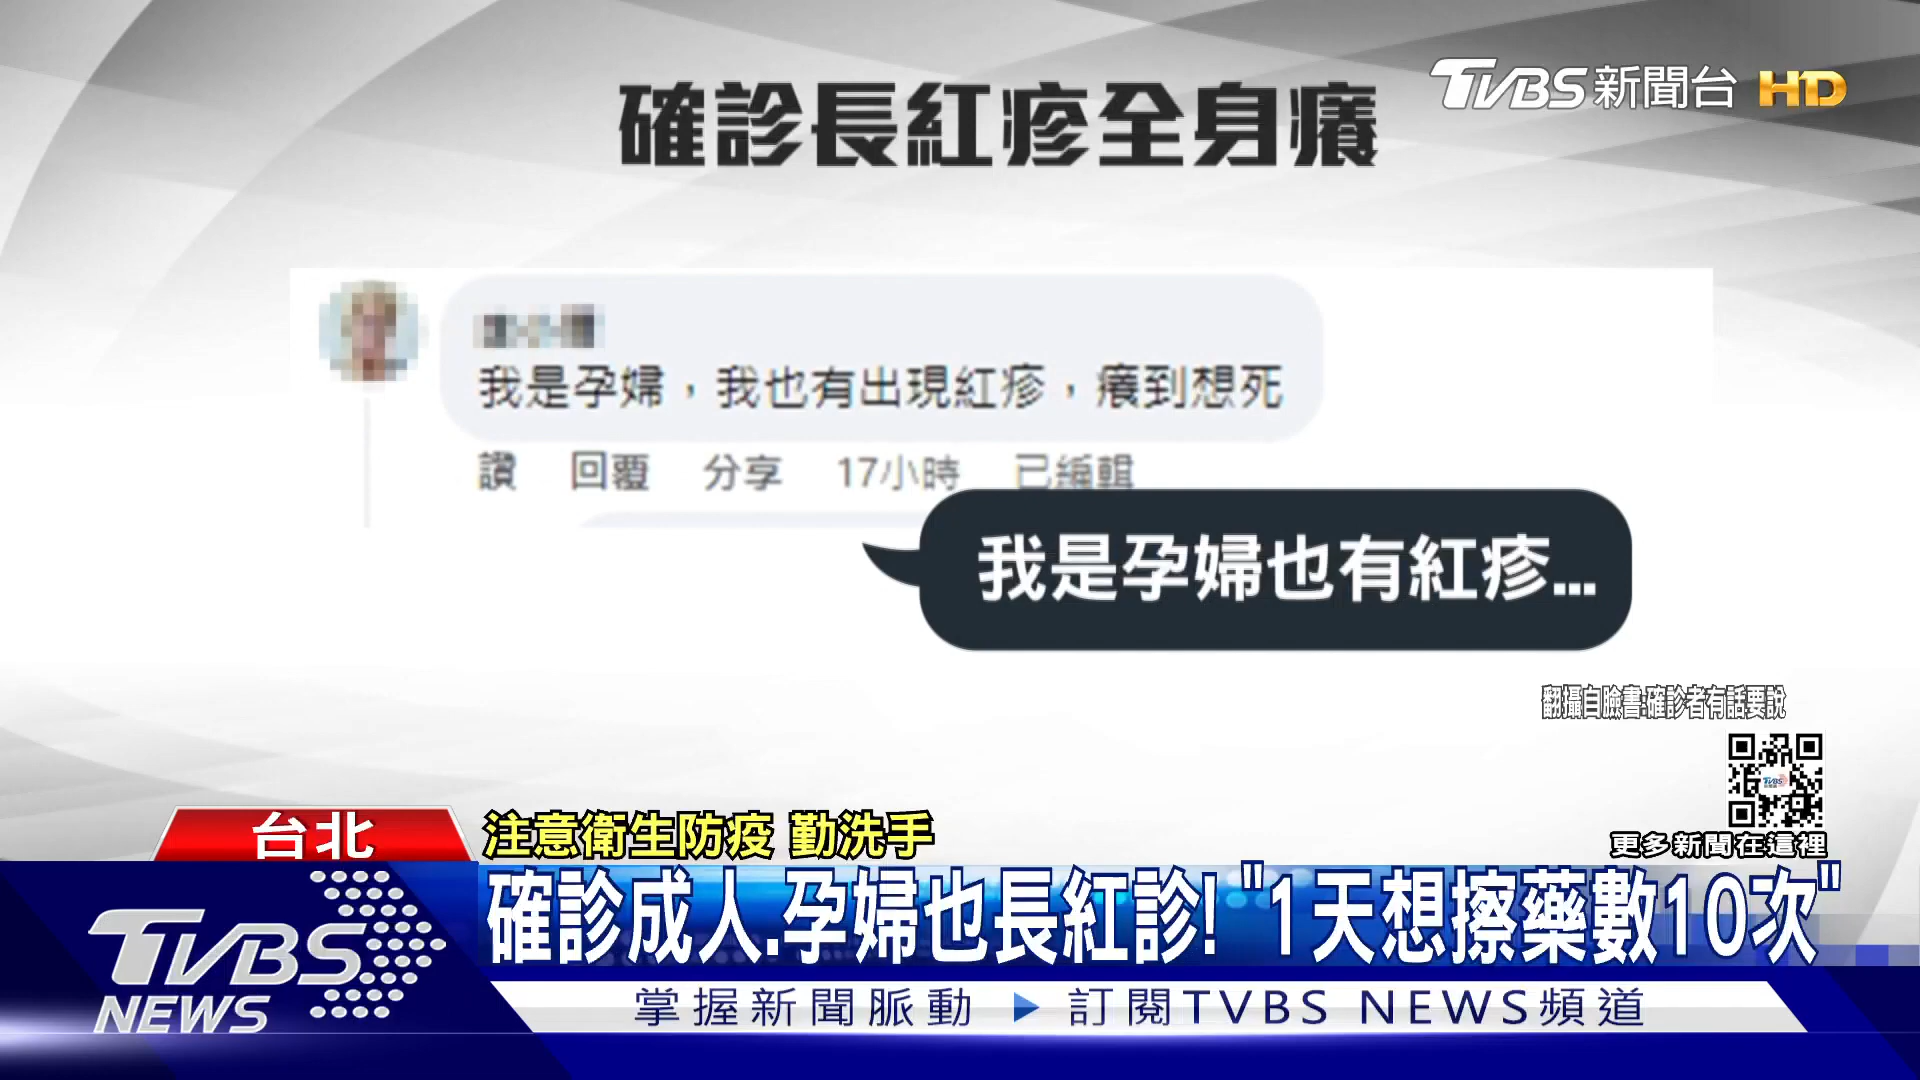 確診長紅疹全身癢
TVBS新聞台 HD
我是孕婦，我也有出現紅疹，癢到想死
讚 回覆 分享 17小時 已編輯
我是孕婦也有紅疹...
翻攝自臉書:確診者有話要說
更多新聞在這裡
台北
注意衛生防疫 勤洗手
確診成人.孕婦也長紅診! "1天想擦藥數10次"
TVBS
NEWS
掌握新聞脈動 ▶ 訂閱TVBS NEWS頻道